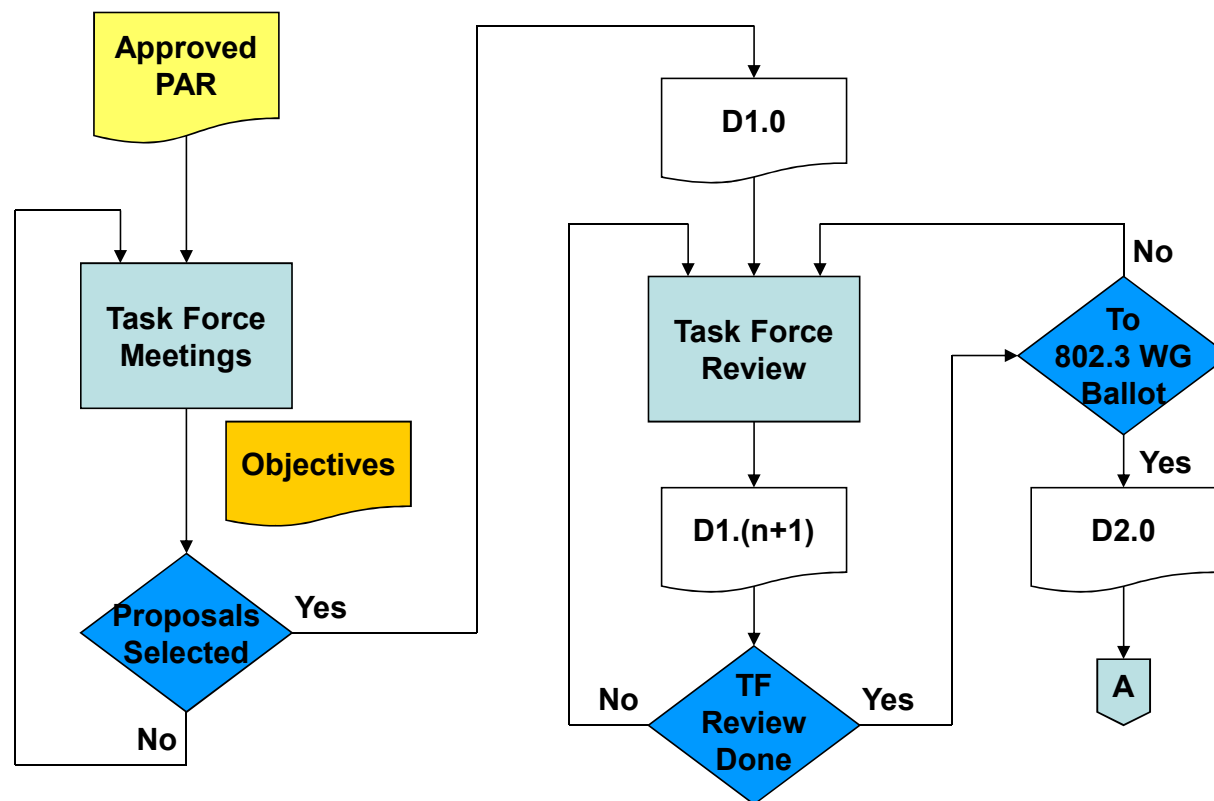 Approved
PAR
Task Force
Meetings
Objectives
Proposals
Selected
Yes
No
D1.0
Task Force
Review
D1.(n+1)
TF
Review
Done
No
Yes
To
802.3 WG
Ballot
No
Yes
D2.0
A